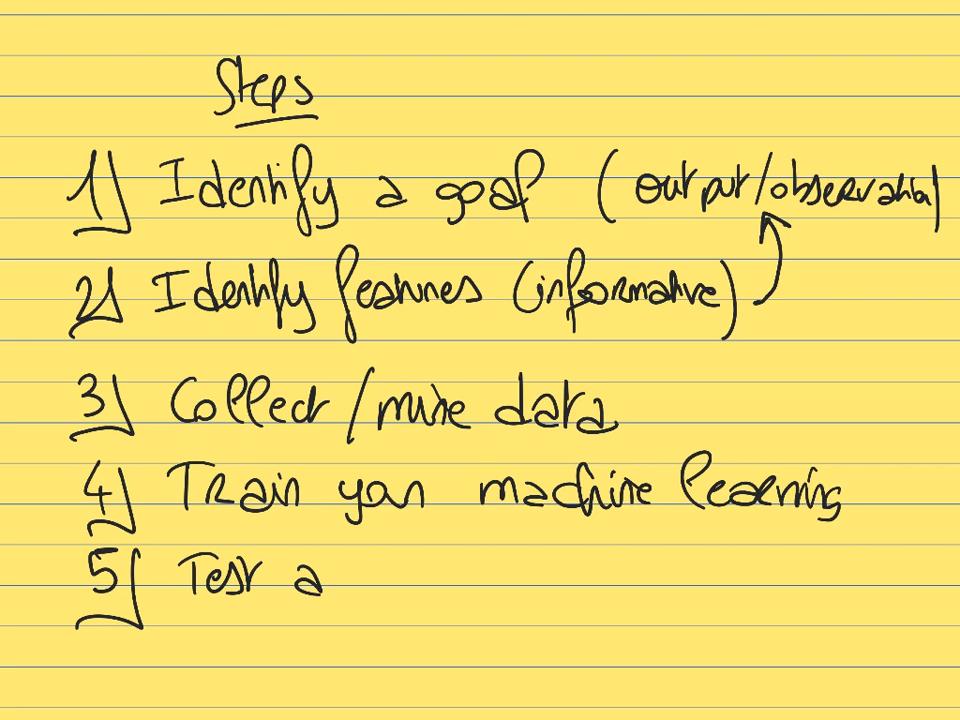 Steps
1) Identify a goal (output/observation)
2) Identify features (informative)
3) Collect/mine data
4) Train your machine learning
5) Test a